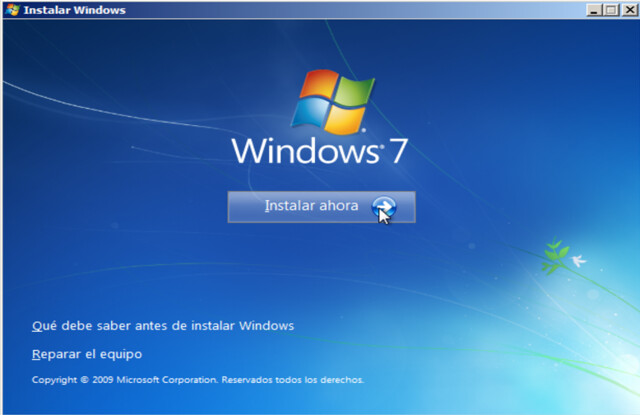 Instalar Windows
Windows® 7
Instalar ahora
Qué debe saber antes de instalar Windows
Reparar el equipo
Copyright © 2009 Microsoft Corporation. Reservados todos los derechos.